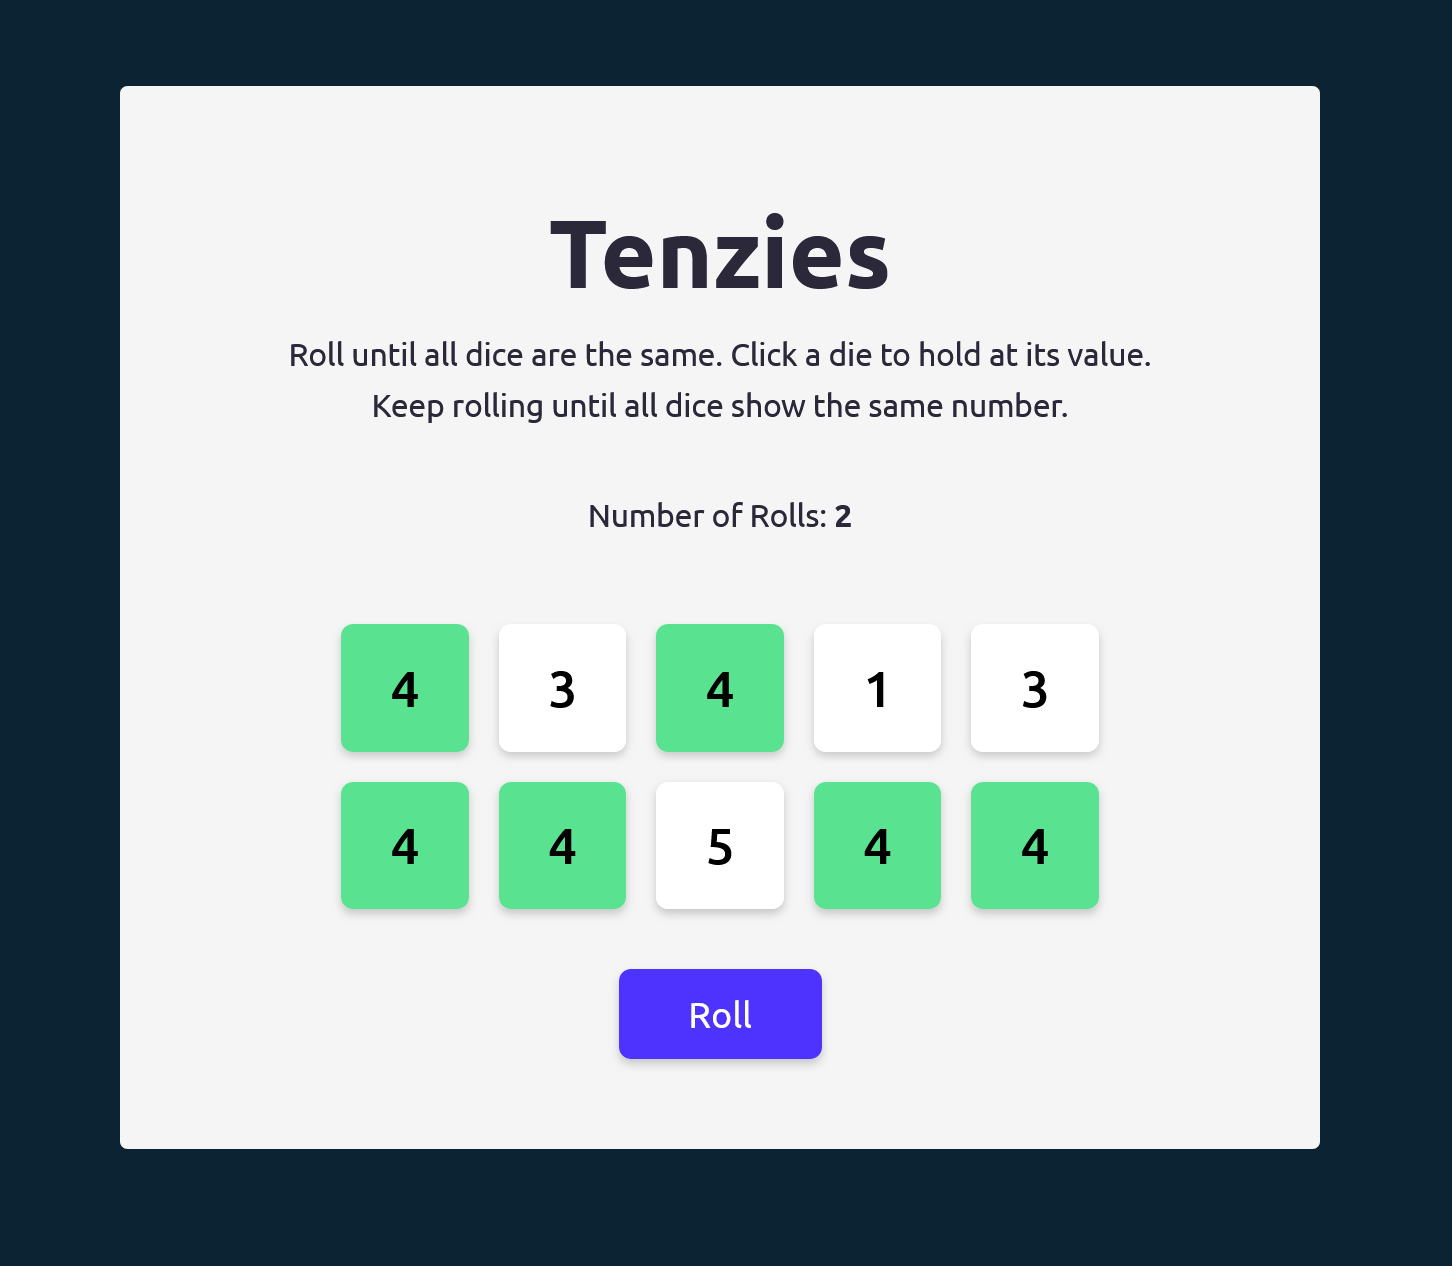 Tenzies
Roll until all dice are the same. Click a die to hold at its value.
Keep rolling until all dice show the same number.
Number of Rolls: 2
4 3 4 1 3
4 4 5 4 4
Roll